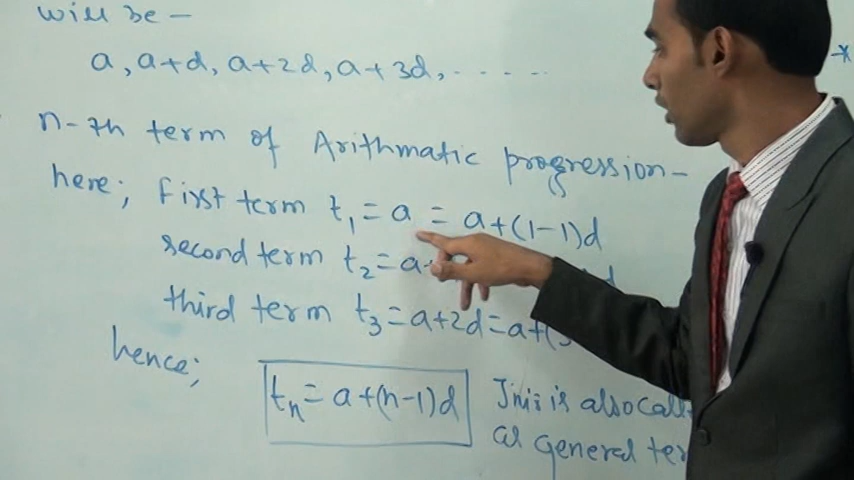 will be -
a, a+d, a+2d, a+3d, .....
n-th term of Arithmatic progression-
here; First term t₁ = a = a+(1-1)d
second term t₂ = a
third term t₃ = a+2d = a+(3
hence;
tₙ = a+(n-1)d
This is also call
as general ter